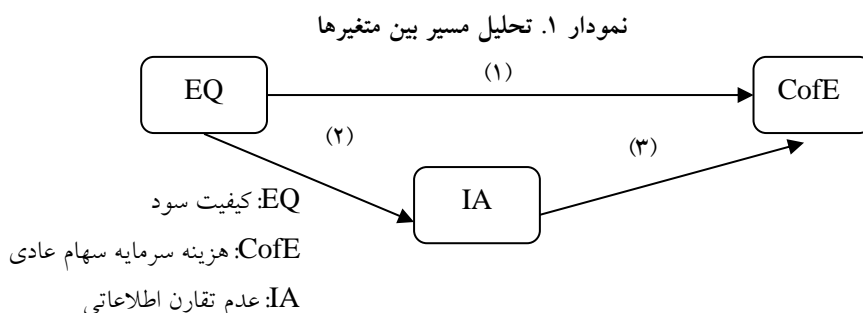 نمودار ۱. تحلیل مسیر بین متغیرها
(۱)
EQ
CofE
(۲)
(۳)
IA
EQ: کیفیت سود
CofE: هزینه سرمایه سهام عادی
IA: عدم تقارن اطلاعاتی